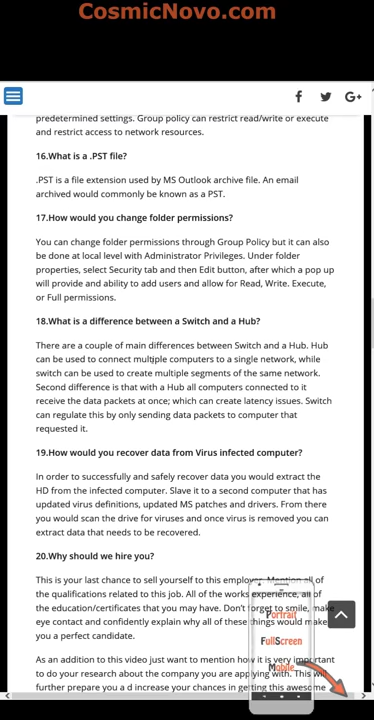 CosmicNovo.com
predetermined settings. Group policy can restrict read/write or execute
and restrict access to network resources.
16.What is a .PST file?
.PST is a file extension used by MS Outlook archive file. An email
archived would commonly be known as a PST.
17.How would you change folder permissions?
You can change folder permissions through Group Policy but it can also
be done at local level with Administrator Privileges. Under folder
properties, select Security tab and then Edit button, after which a pop up
will provide and ability to add users and allow for Read, Write. Execute,
or Full permissions.
18.What is a difference between a Switch and a Hub?
There are a couple of main differences between Switch and a Hub. Hub
can be used to connect multiple computers to a single network, while
switch can be used to create multiple segments of the same network.
Second difference is that with a Hub all computers connected to it
receive the data packets at once; which can create latency issues. Switch
can regulate this by only sending data packets to computer that
requested it.
19.How would you recover data from Virus infected computer?
In order to successfully and safely recover data you would extract the
HD from the infected computer. Slave it to a second computer that has
updated virus definitions, updated MS patches and drivers. From there
you would scan the drive for viruses and once virus is removed you can
extract data that needs to be recovered.
20.Why should we hire you?
This is your last chance to sell yourself to this employer. Mention all of
the qualifications related to this job. All of the works experience, all of
the education/certificates that you may have. Don't forget to smile, make
eye contact and confidently explain why all of these things would make
you a perfect candidate.
As an addition to this video just want to mention how it is very important
to do your research about the company you are applying with. This will
further prepare you a d increase your chances in getting this awesome
Portrait
FullScreen
Mobile